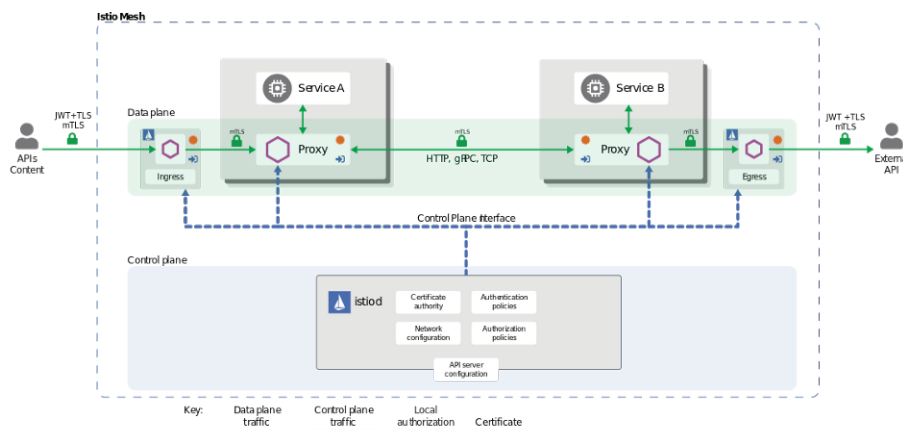 Istio Mesh
Service A
Service B
Data plane
JWT+TLS
mTLS
mTLS
mTLS
mTLS
JWT +TLS
mTLS
Proxy
Proxy
HTTP, gRPC, TCP
APIs
Content
Ingress
Egress
External
API
Control Plane Interface
Control plane
istiod
Certificate
authority
Authentication
policies
Network
configuration
Authorization
policies
API server
configuration
Key:
Data plane
traffic
Control plane
traffic
Local
authorization
Certificate